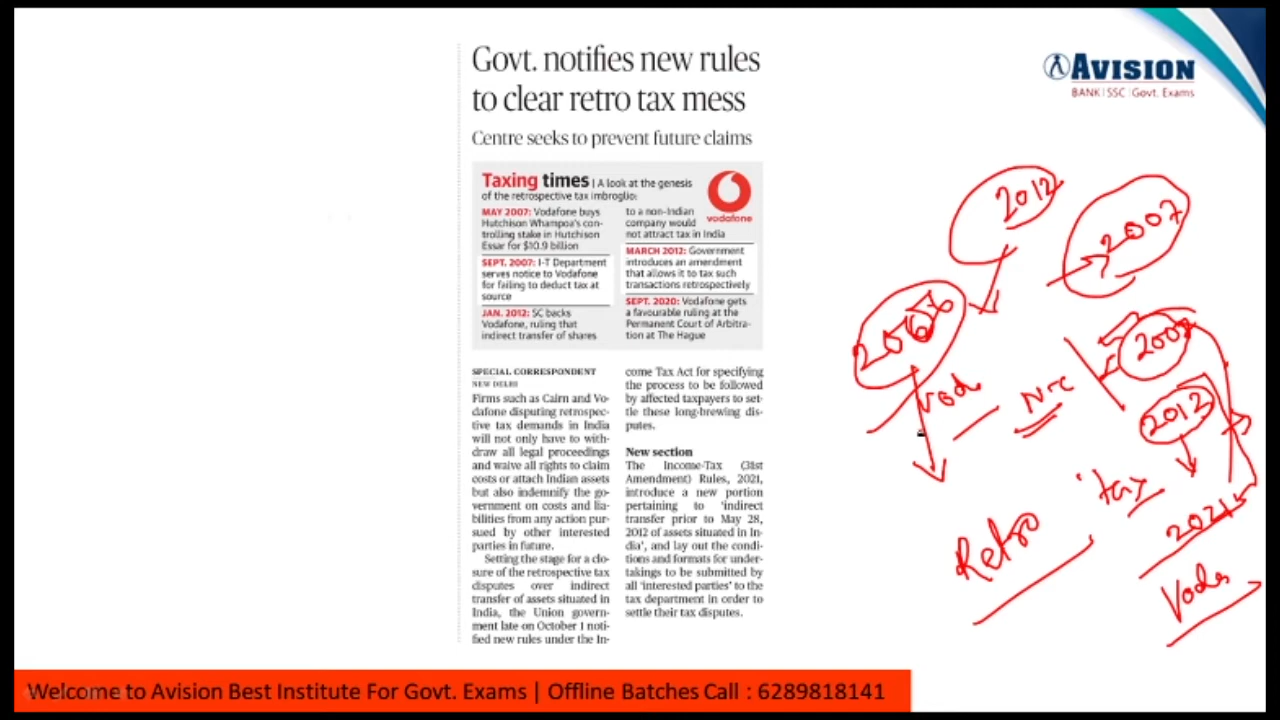 Govt. notifies new rules
to clear retro tax mess
Centre seeks to prevent future claims
Taxing times | A look at the genesis
of the retrospective tax imbroglio:
MAY 2007: Vodafone buys
Hutchison Whampoa's con-
trolling stake in Hutchison
Essar for $10.9 billion
SEPT. 2007: I-T Department
serves notice to Vodafone
for failing to deduct tax at
source
JAN. 2012: SC backs
Vodafone, ruling that
indirect transfer of shares
vodafone
to a non-Indian
company would
not attract tax in India
MARCH 2012: Government
introduces an amendment
that allows it to tax such
transactions retrospectively
SEPT. 2020: Vodafone gets
a favourable ruling at the
Permanent Court of Arbitra-
tion at The Hague
SPECIAL CORRESPONDENT
NEW DELHI
Firms such as Cairn and Vo-
dafone disputing retrospec-
tive tax demands in India
will not only have to with-
draw all legal proceedings
and waive all rights to claim
costs or attach Indian assets
but also indemnify the go-
vernment on costs and lia-
bilities from any action pur-
sued by other interested
parties in future.
Setting the stage for a clo-
sure of the retrospective tax
disputes over indirect
transfer of assets situated in
India, the Union govern-
ment late on October 1 noti-
fied new rules under the In-
come Tax Act for specifying
the process to be followed
by affected taxpayers to set-
tle these long-brewing dis-
putes.
New section
The Income-Tax (31st
Amendment) Rules, 2021,
introduce a new portion
pertaining to 'indirect
transfer prior to May 28,
2012 of assets situated in In-
dia', and lay out the condi-
tions and formats for under-
takings to be submitted by
all 'interested parties' to the
tax department in order to
settle their tax disputes.
AVISION
BANK | SSC | Govt. Exams
2012
2007
2007
Vod
2012
Retro tax
2021
Voda
Welcome to Avision Best Institute For Govt. Exams | Offline Batches Call : 6289818141